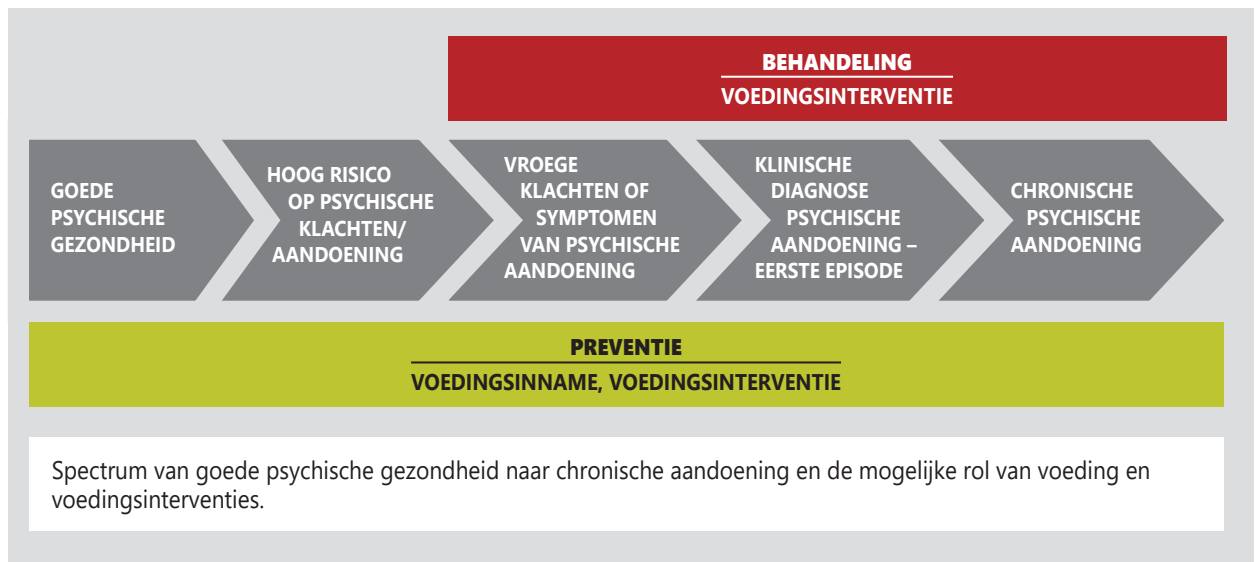 BEHANDELING
VOEDINGSINTERVENTIE
GOEDE
PSYCHISCHE
GEZONDHEID
HOOG RISICO
OP PSYCHISCHE
KLACHTEN/
AANDOENING
VROEGE
KLACHTEN OF
SYMPTOMEN
VAN PSYCHISCHE
AANDOENING
KLINISCHE
DIAGNOSE
PSYCHISCHE
AANDOENING –
EERSTE EPISODE
CHRONISCHE
PSYCHISCHE
AANDOENING
PREVENTIE
VOEDINGSINNAME, VOEDINGSINTERVENTIE
Spectrum van goede psychische gezondheid naar chronische aandoening en de mogelijke rol van voeding en
voedingsinterventies.